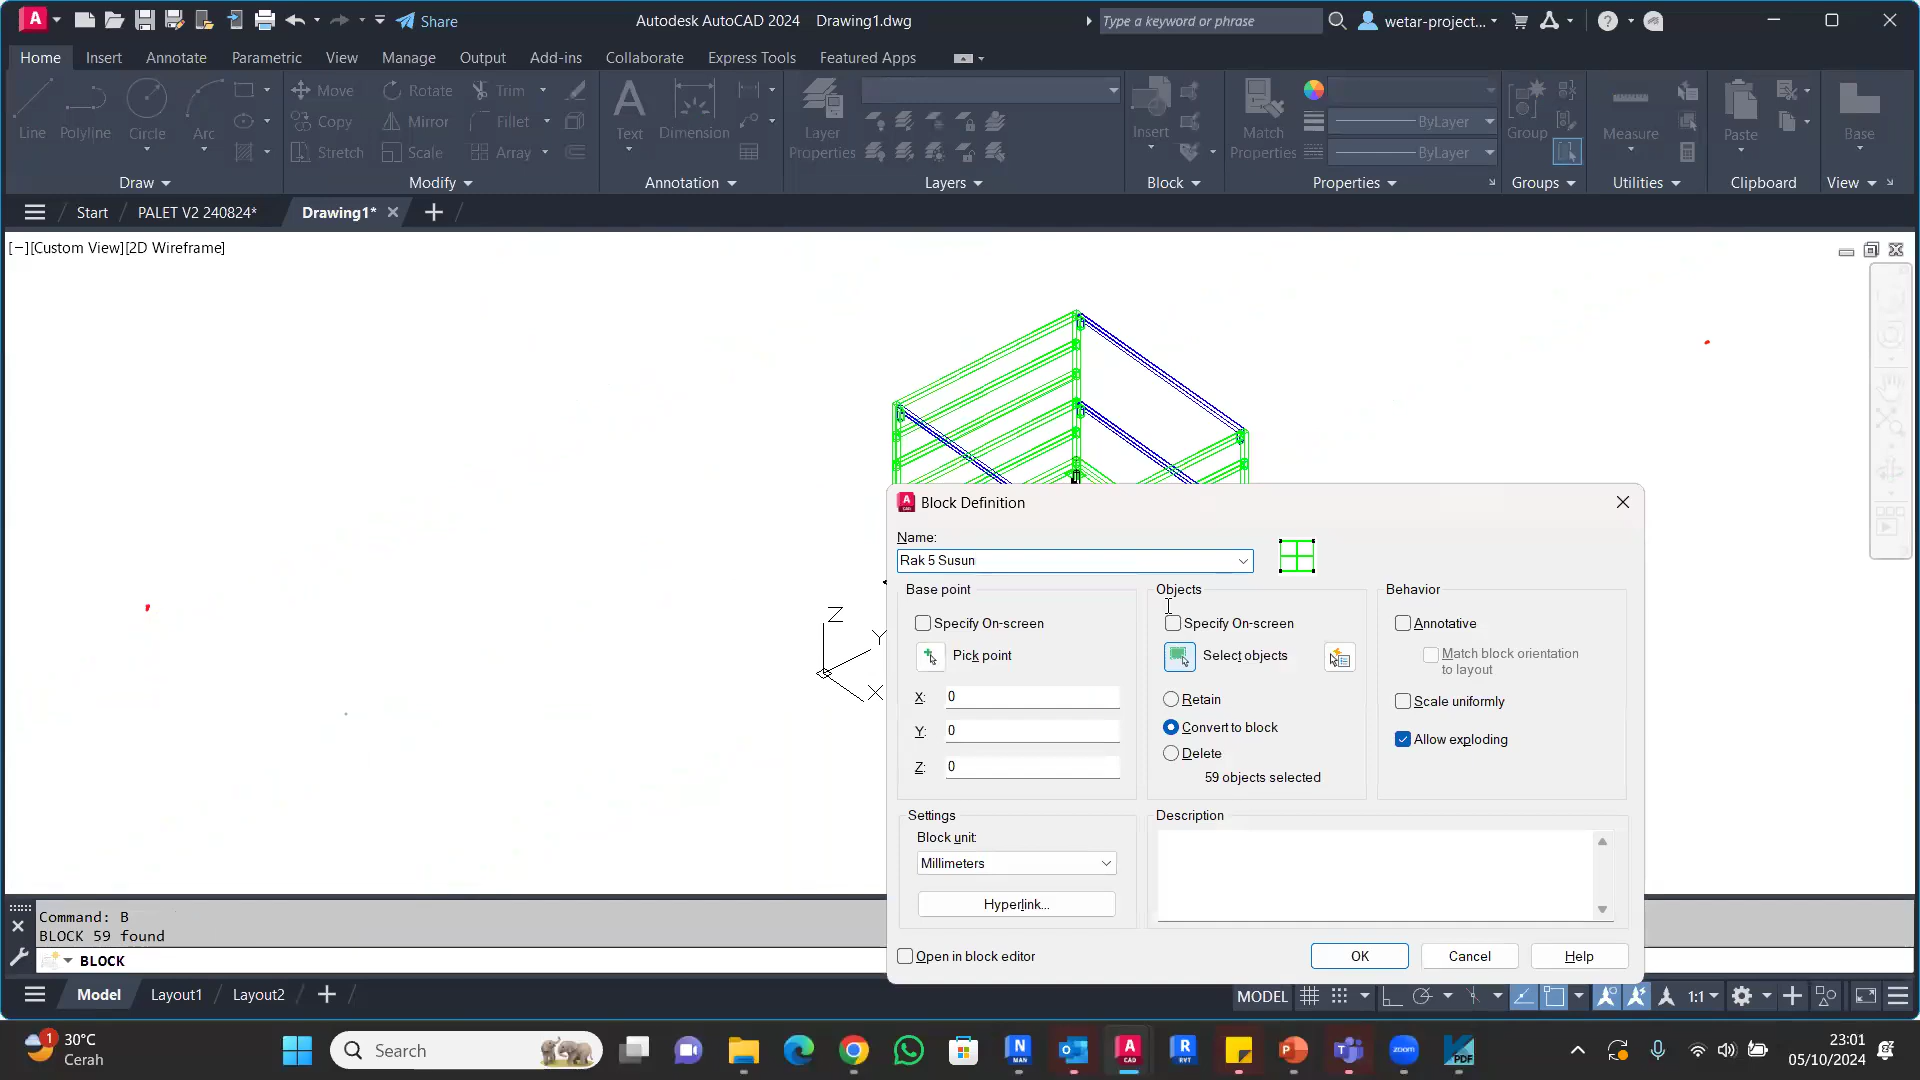 Share
Autodesk AutoCAD 2024 Drawing1.dwg
Type a keyword or phrase
wetar-project...
Home Insert Annotate Parametric View Manage Output Add-ins Collaborate Express Tools Featured Apps
Line Polyline Circle Arc
Move Rotate Trim
Copy Mirror Fillet
Stretch Scale Array
Text Dimension
Layer Properties
Insert
Match Properties
ByLayer
ByLayer
Group
Measure
Paste
Base
Draw Modify Annotation Layers Block Properties Groups Utilities Clipboard View
Start PALET V2 240824* Drawing1*
[−][Custom View][2D Wireframe]
Z
Y
X
Block Definition
Name:
Rak 5 Susun
Base point
Specify On-screen
Pick point
X: 0
Y: 0
Z: 0
Objects
Specify On-screen
Select objects
Retain
Convert to block
Delete
59 objects selected
Behavior
Annotative
Match block orientation
to layout
Scale uniformly
Allow exploding
Settings
Block unit:
Millimeters
Hyperlink...
Description
Open in block editor
OK Cancel Help
Command: B
BLOCK 59 found
BLOCK
Model Layout1 Layout2
MODEL 1:1
1
30°C
Cerah
Search
N
MAN
A
CAD
R
RVT
zoom
PDF
23:01
05/10/2024